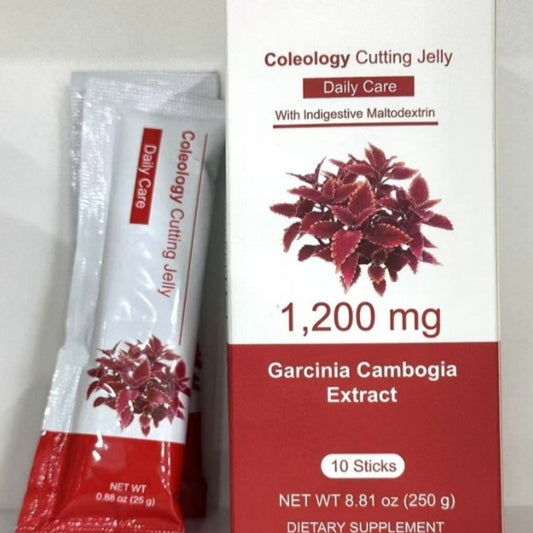 Coleology Cutting Jelly
Daily Care
With Indigestive Maltodextrin
1,200 mg
Garcinia Cambogia
Extract
10 Sticks
NET WT 8.81 oz (250 g)
DIETARY SUPPLEMENT
Coleology Cutting Jelly
Daily Care
NET WT
0.88 oz (25 g)